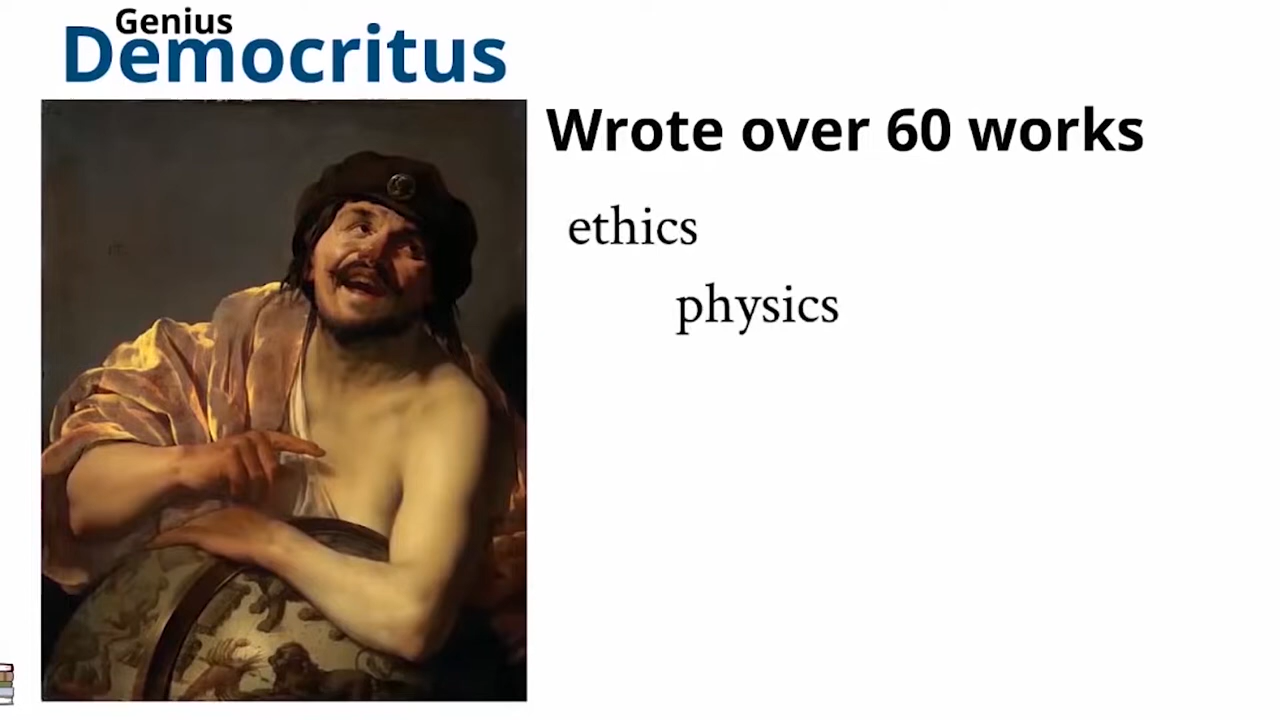 Genius
Democritus
Wrote over 60 works
ethics
physics